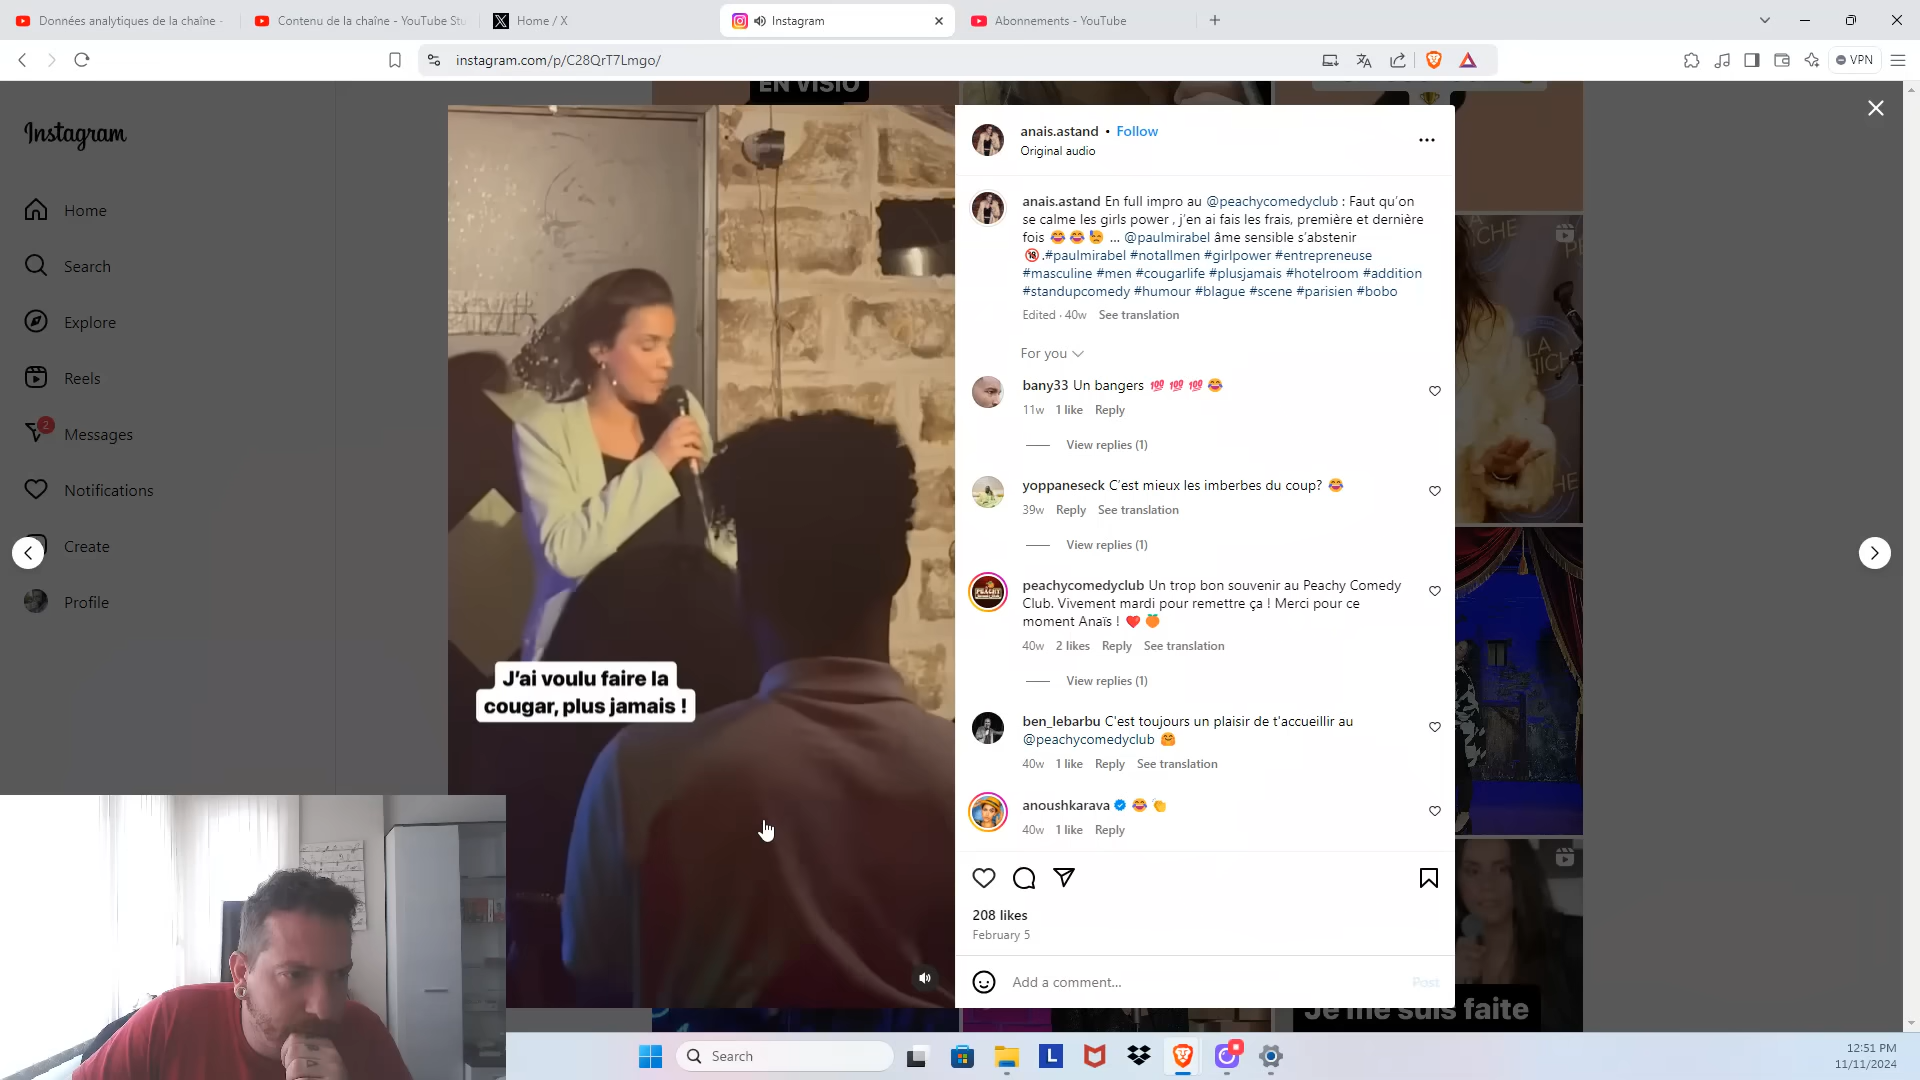 Données analytiques de la chaîne -
Contenu de la chaîne - YouTube Stu
Home / X
Instagram
Abonnements - YouTube
instagram.com/p/C28QrT7Lmgo/
VPN
EN VISIO
Instagram
Home
Search
Explore
Reels
2
Messages
Notifications
Create
Profile
J'ai voulu faire la
cougar, plus jamais !
anais.astand • Follow
Original audio
anais.astand En full impro au @peachycomedyclub : Faut qu'on
se calme les girls power , j'en ai fais les frais, première et dernière
fois 😂 😂 😓 ... @paulmirabel âme sensible s'abstenir
🔞.#paulmirabel #notallmen #girlpower #entrepreneuse
#masculine #men #cougarlife #plusjamais #hotelroom #addition
#standupcomedy #humour #blague #scene #parisien #bobo
Edited · 40w See translation
For you
bany33 Un bangers 💯 💯 💯 😂
11w 1 like Reply
View replies (1)
yoppaneseck C'est mieux les imberbes du coup? 😂
39w Reply See translation
View replies (1)
peachycomedyclub Un trop bon souvenir au Peachy Comedy
Club. Vivement mardi pour remettre ça ! Merci pour ce
moment Anaïs ! ❤️ 🍑
40w 2 likes Reply See translation
View replies (1)
ben_lebarbu C'est toujours un plaisir de t'accueillir au
@peachycomedyclub 🤗
40w 1 like Reply See translation
anoushkarava 😂 👏
40w 1 like Reply
208 likes
February 5
Add a comment...
Post
Je me suis faite
Search
12:51 PM
11/11/2024